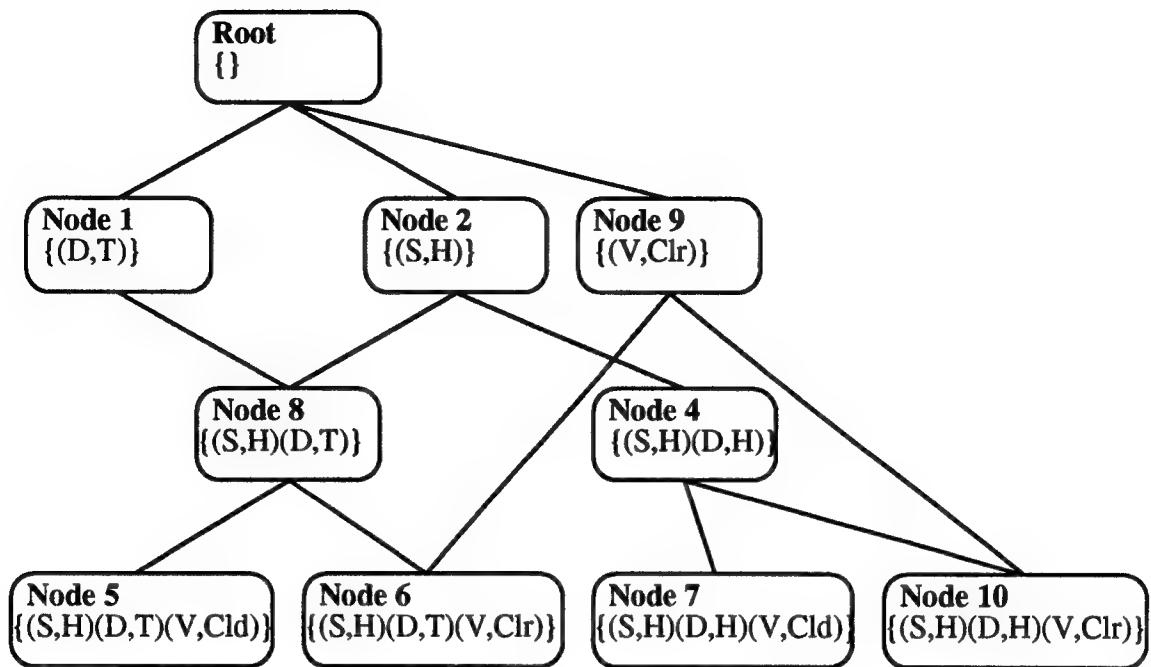 Root
{}
Node 1
{(D,T)}
Node 2
{(S,H)}
Node 9
{(V,Clr)}
Node 8
{(S,H)(D,T)}
Node 4
{(S,H)(D,H)}
Node 5
{(S,H)(D,T)(V,Cld)}
Node 6
{(S,H)(D,T)(V,Clr)}
Node 7
{(S,H)(D,H)(V,Cld)}
Node 10
{(S,H)(D,H)(V,Clr)}